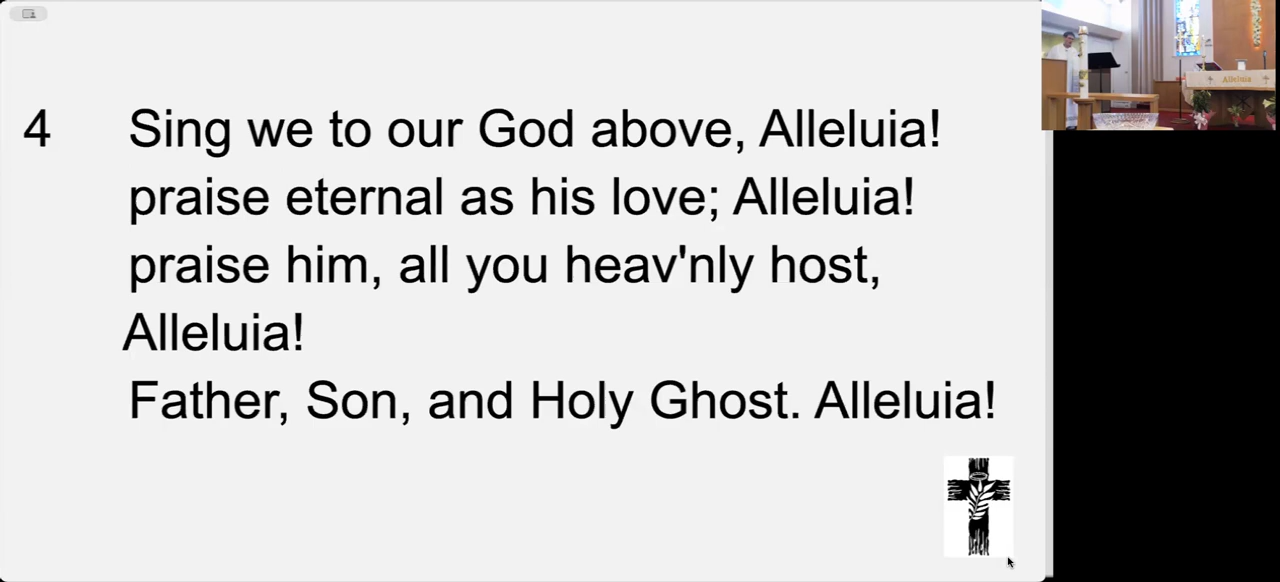 4 Sing we to our God above, Alleluia!
praise eternal as his love; Alleluia!
praise him, all you heav'nly host,
Alleluia!
Father, Son, and Holy Ghost. Alleluia!
Alleluia